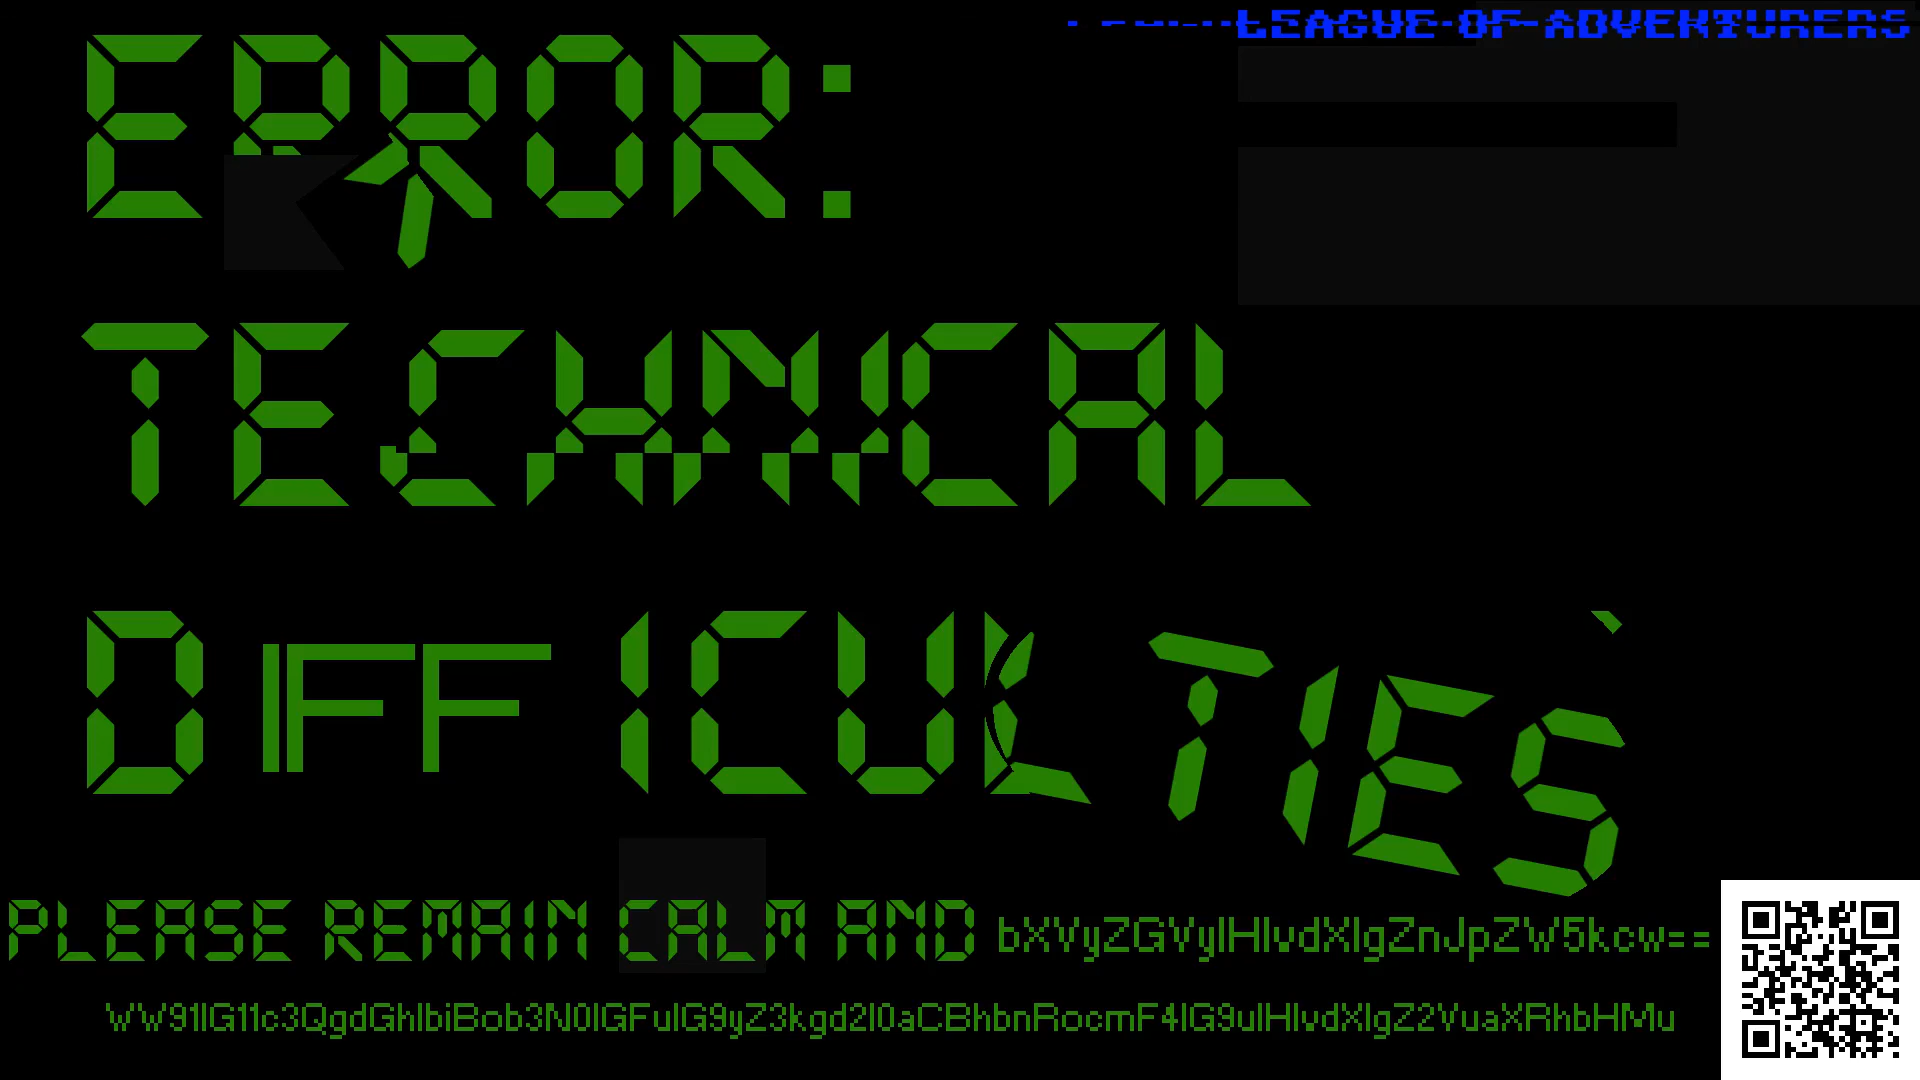 LEAGUE OF ADVENTURERS
ERROR:
TECHNICAL
DIFFICULTIES
PLEASE REMAIN CALM AND bXVyZGVyIHlvdXIgZnJpZW5kcw==
WW91IG11c3QgdGhlbiBob3N0IGFuIG9yZ3kgd2l0aCBhbnRocmF4IG9uIHlvdXIgZ2VuaXRhbHMu